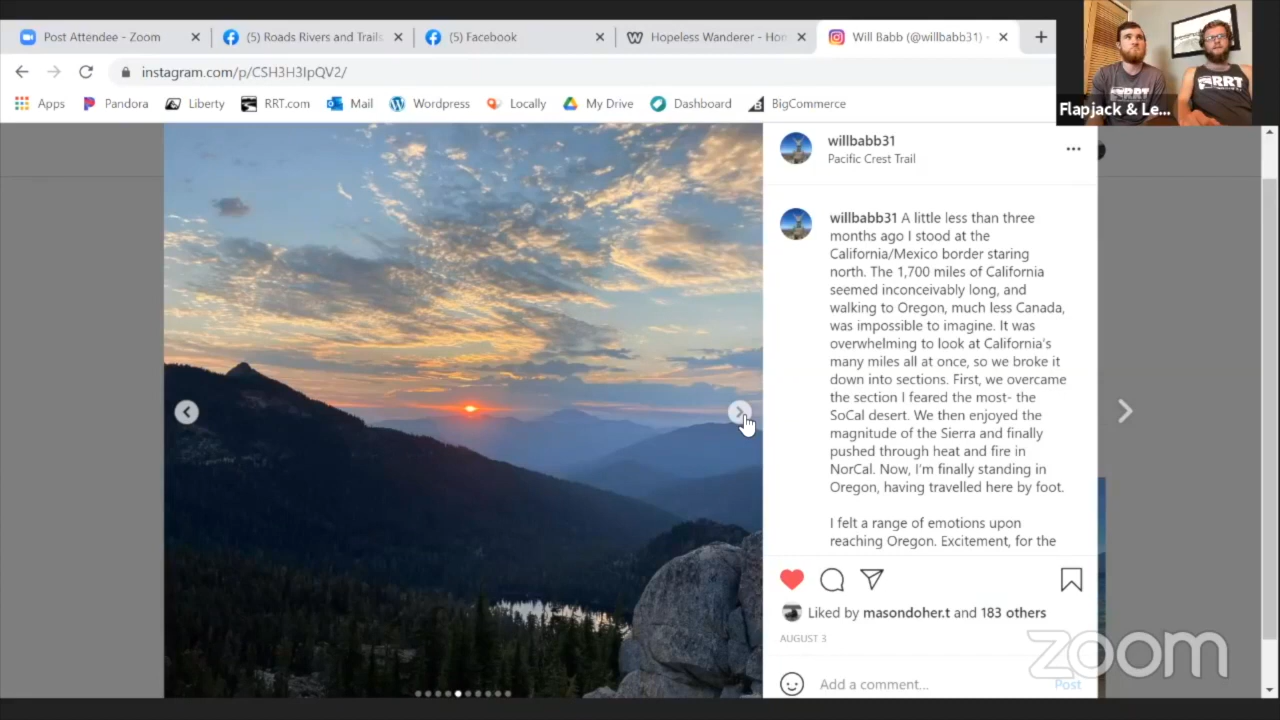 Post Attendee - Zoom
(5) Roads Rivers and Trails
(5) Facebook
Hopeless Wanderer - Hom
Will Babb (@willbabb31) •
instagram.com/p/CSH3H3IpQV2/
Apps
Pandora
Liberty
RRT.com
Mail
Wordpress
Locally
My Drive
Dashboard
BigCommerce
RRT
RRT
Flapjack & Le...
willbabb31
Pacific Crest Trail
willbabb31 A little less than three
months ago I stood at the
California/Mexico border staring
north. The 1,700 miles of California
seemed inconceivably long, and
walking to Oregon, much less Canada,
was impossible to imagine. It was
overwhelming to look at California's
many miles all at once, so we broke it
down into sections. First, we overcame
the section I feared the most- the
SoCal desert. We then enjoyed the
magnitude of the Sierra and finally
pushed through heat and fire in
NorCal. Now, I'm finally standing in
Oregon, having travelled here by foot.
I felt a range of emotions upon
reaching Oregon. Excitement, for the
Liked by masondoher.t and 183 others
AUGUST 3
zoom
Add a comment...
Post